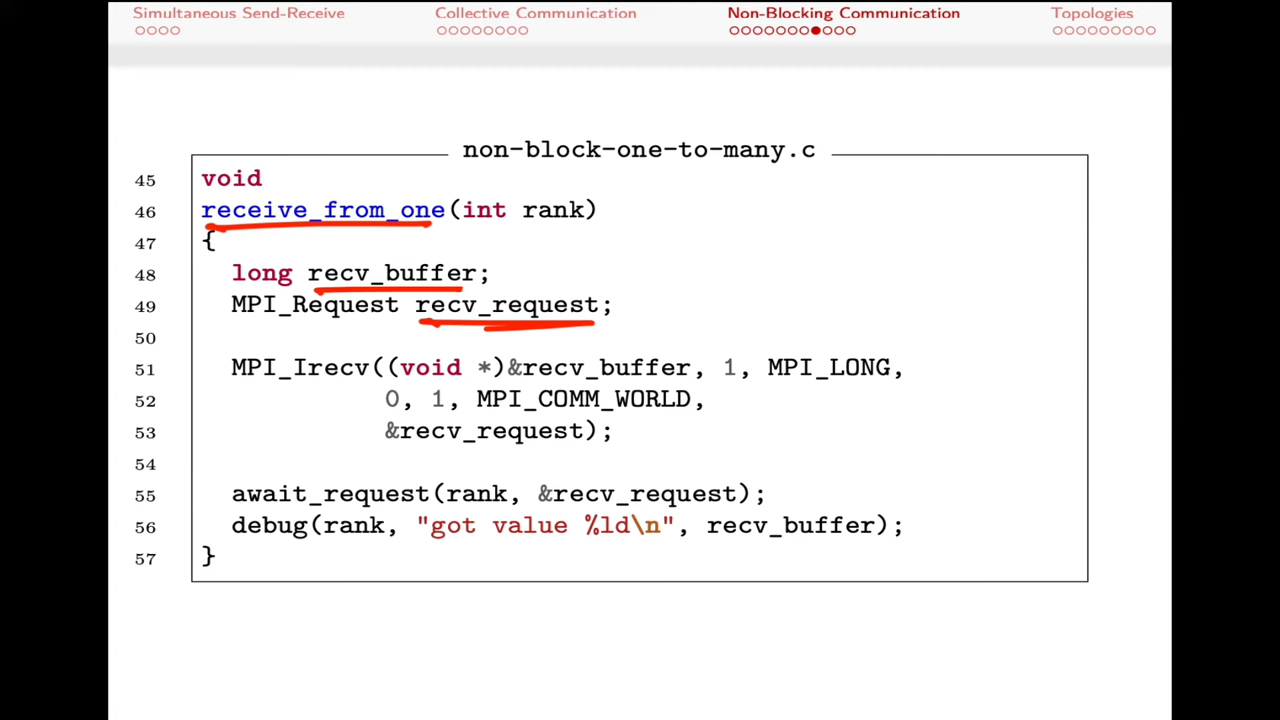 Simultaneous Send-Receive Collective Communication Non-Blocking Communication Topologies
non-block-one-to-many.c
45 void
46 receive_from_one(int rank)
47 {
48 long recv_buffer;
49 MPI_Request recv_request;
50
51 MPI_Irecv((void *)&recv_buffer, 1, MPI_LONG,
52 0, 1, MPI_COMM_WORLD,
53 &recv_request);
54
55 await_request(rank, &recv_request);
56 debug(rank, "got value %ld\n", recv_buffer);
57 }